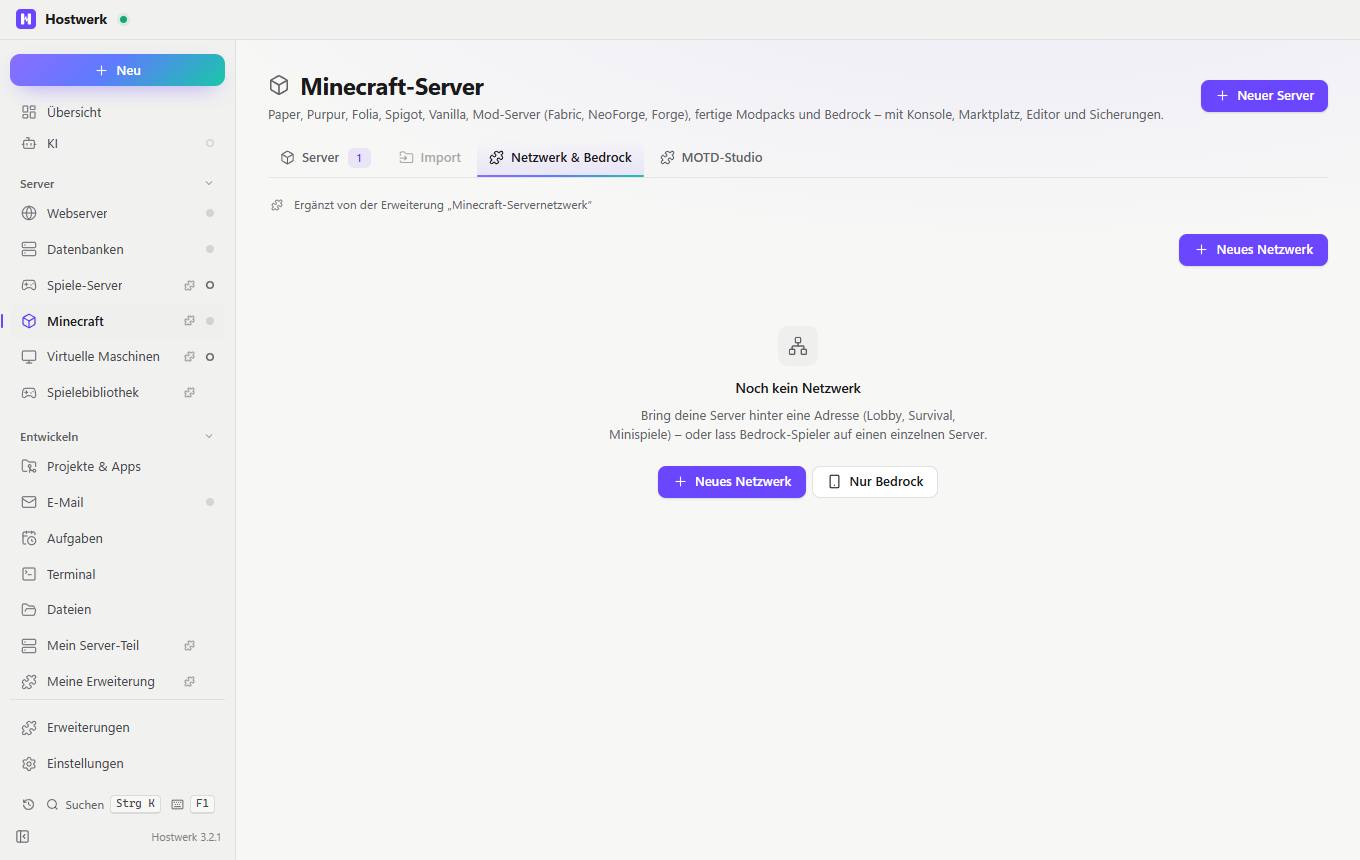 Hostwerk
Neu
Übersicht
KI
Server
Webserver
Datenbanken
Spiele-Server
Minecraft
Virtuelle Maschinen
Spielebibliothek
Entwickeln
Projekte & Apps
E-Mail
Aufgaben
Terminal
Dateien
Mein Server-Teil
Meine Erweiterung
Erweiterungen
Einstellungen
Suchen Strg K F1
Hostwerk 3.2.1
Minecraft-Server
Paper, Purpur, Folia, Spigot, Vanilla, Mod-Server (Fabric, NeoForge, Forge), fertige Modpacks und Bedrock – mit Konsole, Marktplatz, Editor und Sicherungen.
Neuer Server
Server 1 Import Netzwerk & Bedrock MOTD-Studio
Ergänzt von der Erweiterung „Minecraft-Servernetzwerk“
Neues Netzwerk
Noch kein Netzwerk
Bring deine Server hinter eine Adresse (Lobby, Survival,
Minispiele) – oder lass Bedrock-Spieler auf einen einzelnen Server.
Neues Netzwerk Nur Bedrock